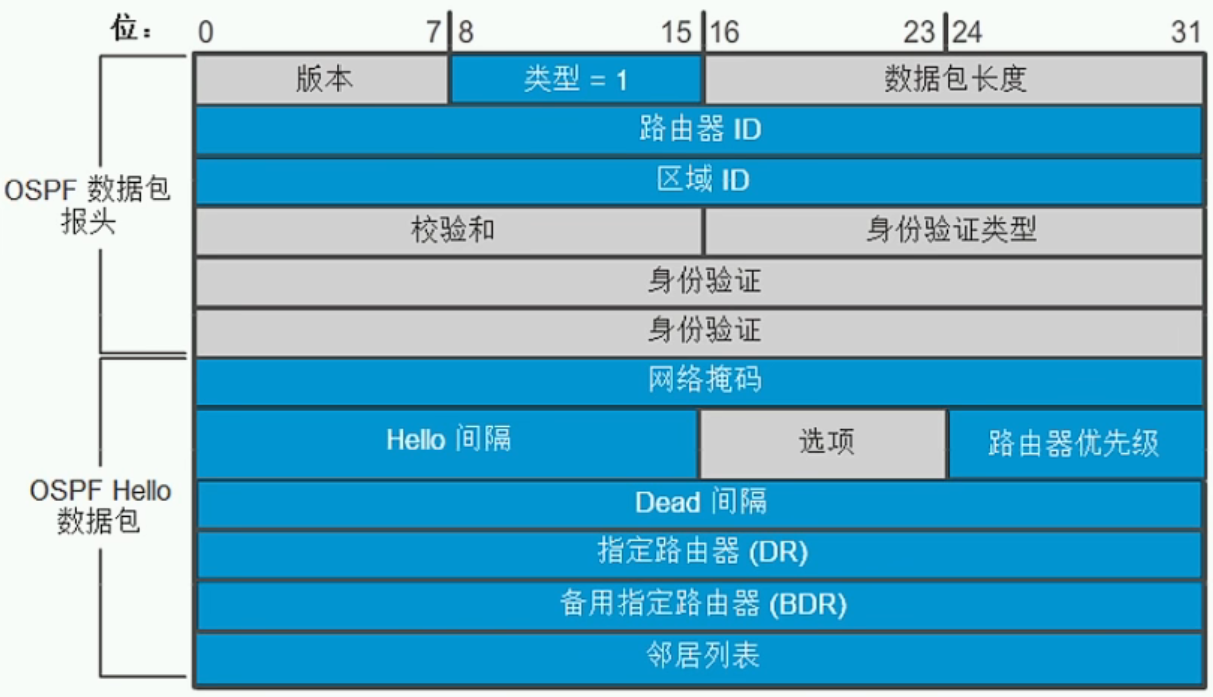 位： 0 7 8 15 16 23 24 31
版本 类型 = 1 数据包长度
路由器 ID
区域 ID
OSPF 数据包
报头
校验和 身份验证类型
身份验证
身份验证
网络掩码
Hello 间隔 选项 路由器优先级
OSPF Hello
数据包
Dead 间隔
指定路由器 (DR)
备用指定路由器 (BDR)
邻居列表